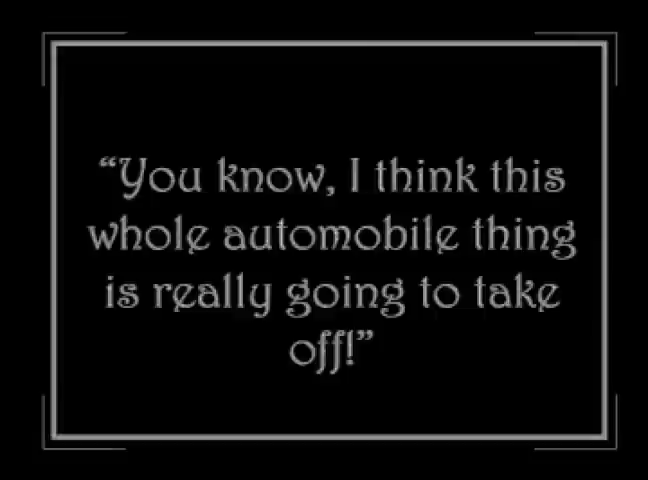 “You know, I think this
whole automobile thing
is really going to take
off!”